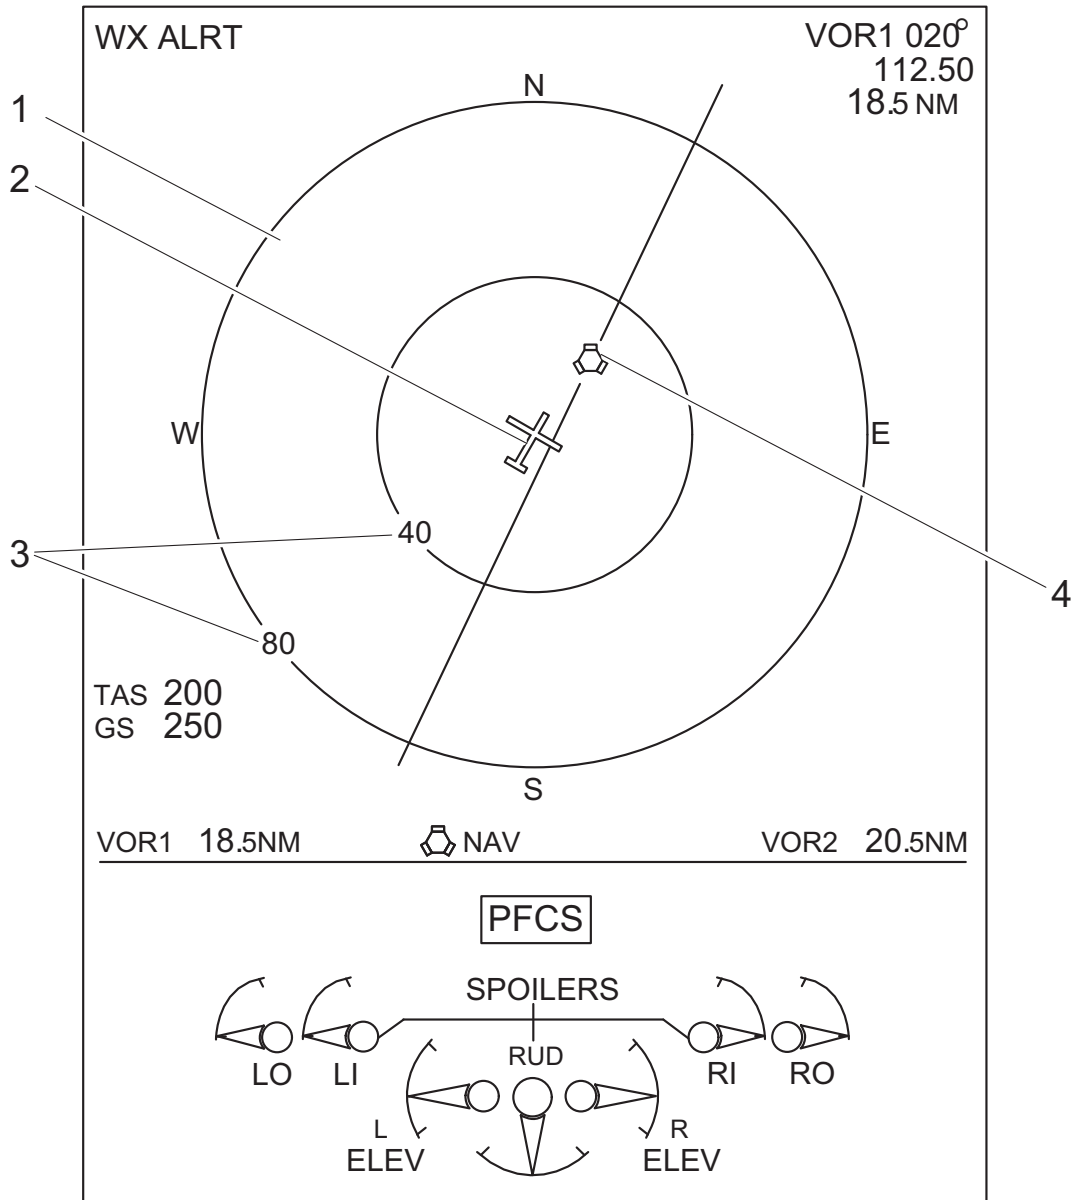 WX ALRT
VOR1 020°
112.50
18.5 NM
1
2
N
W
E
40
3
4
80
TAS 200
GS 250
S
VOR1 18.5NM NAV VOR2 20.5NM
PFCS
SPOILERS
RUD
LO LI RI RO
L R
ELEV ELEV